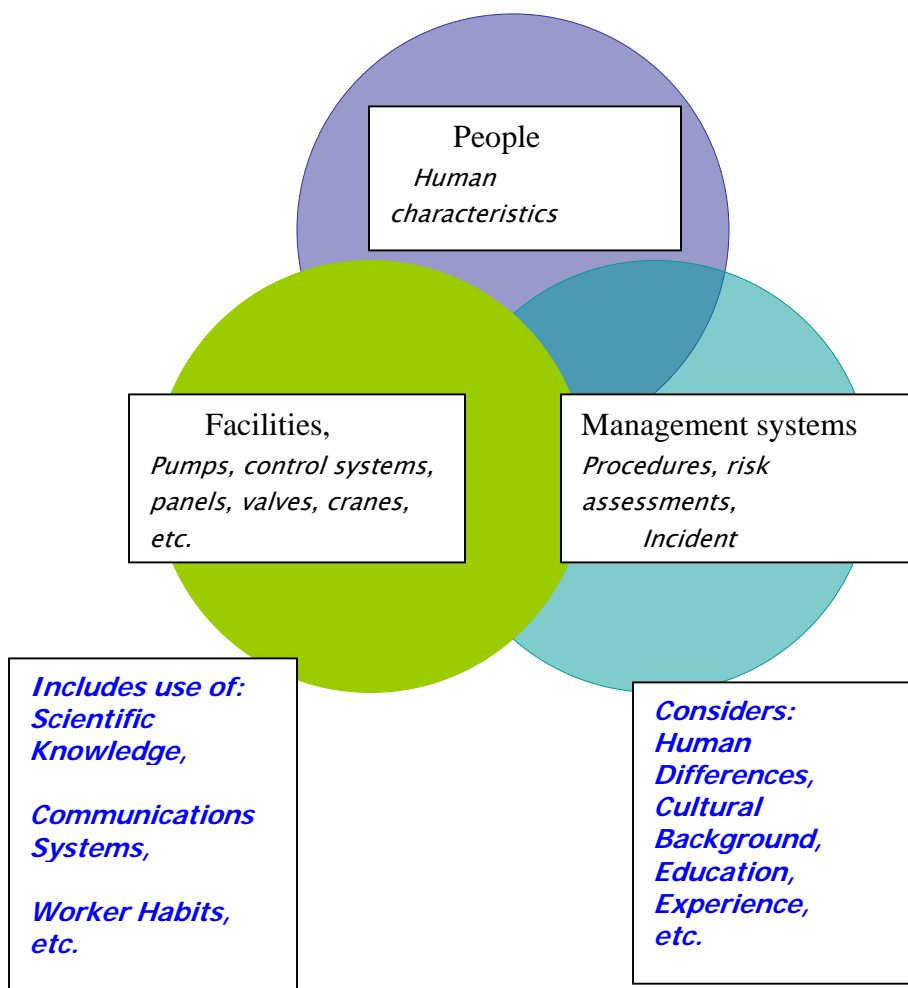 People
Human
characteristics
Facilities,
Pumps, control systems,
panels, valves, cranes,
etc.
Management systems
Procedures, risk
assessments,
Incident
Includes use of:
Scientific
Knowledge,
Communications
Systems,
Worker Habits,
etc.
Considers:
Human
Differences,
Cultural
Background,
Education,
Experience,
etc.